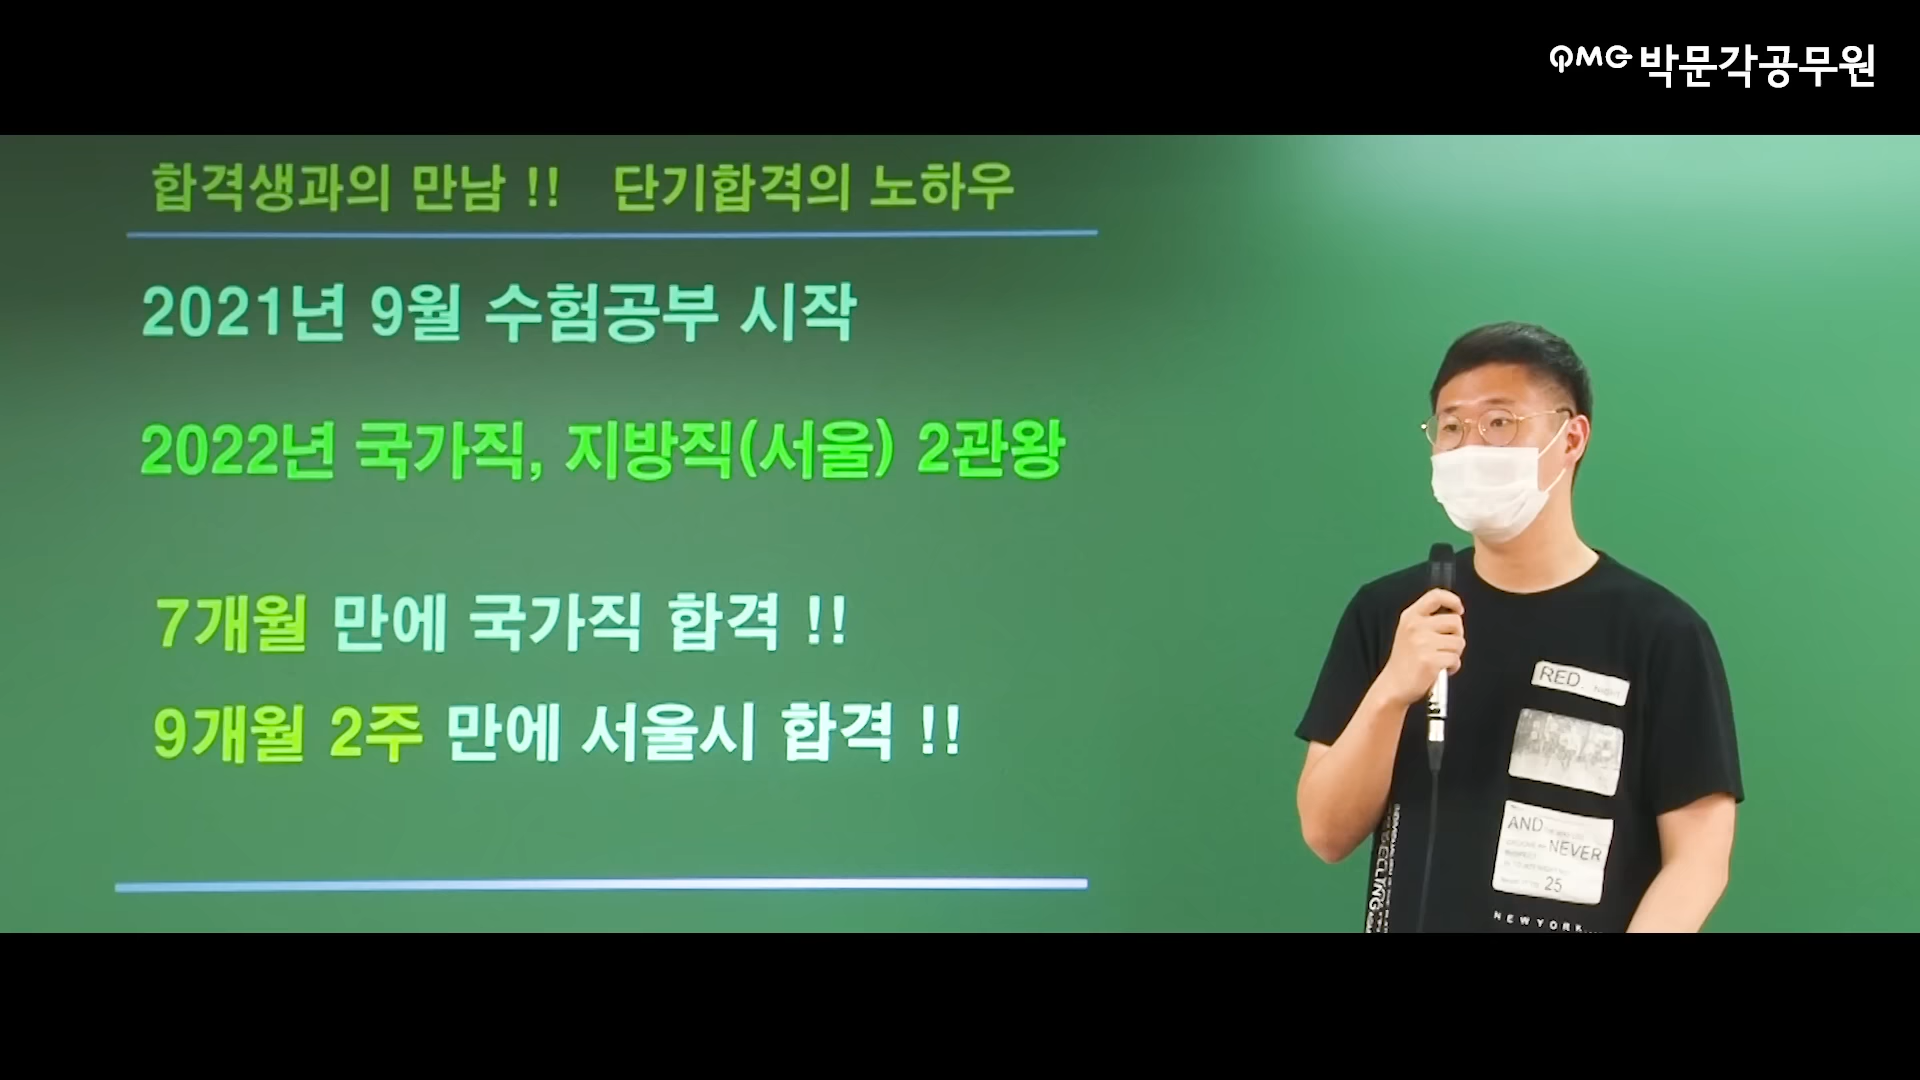 PMG 박문각공무원
합격생과의 만남 !! 단기합격의 노하우
2021년 9월 수험공부 시작
2022년 국가직, 지방직(서울) 2관왕
7개월 만에 국가직 합격 !!
9개월 2주 만에 서울시 합격 !!
RED NIGHT
AND
NEVER
25
NEW YORK